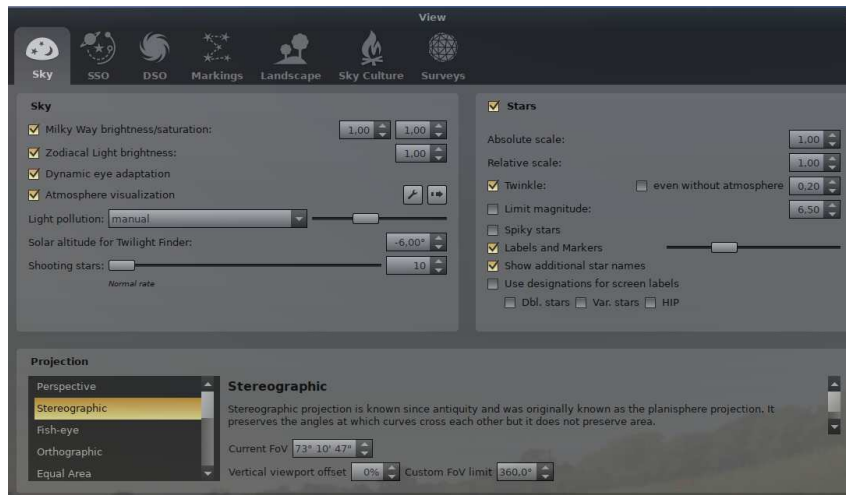 View
Sky SSO DSO Markings Landscape Sky Culture Surveys
Sky
Milky Way brightness/saturation: 1,00 1,00
Zodiacal Light brightness: 1,00
Dynamic eye adaptation
Atmosphere visualization
Light pollution: manual
Solar altitude for Twilight Finder: -6,00°
Shooting stars: 10
Normal rate
Stars
Absolute scale: 1,00
Relative scale: 1,00
Twinkle: even without atmosphere 0,20
Limit magnitude: 6,50
Spiky stars
Labels and Markers
Show additional star names
Use designations for screen labels
Dbl. stars Var. stars HIP
Projection
Perspective
Stereographic
Fish-eye
Orthographic
Equal Area
Stereographic
Stereographic projection is known since antiquity and was originally known as the planisphere projection. It
preserves the angles at which curves cross each other but it does not preserve area.
Current FoV 73° 10' 47"
Vertical viewport offset 0% Custom FoV limit 360,0°